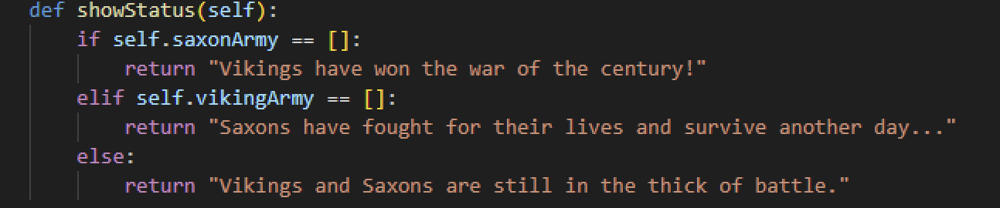 def showStatus(self):
    if self.saxonArmy == []:
        return "Vikings have won the war of the century!"
    elif self.vikingArmy == []:
        return "Saxons have fought for their lives and survive another day..."
    else:
        return "Vikings and Saxons are still in the thick of battle."